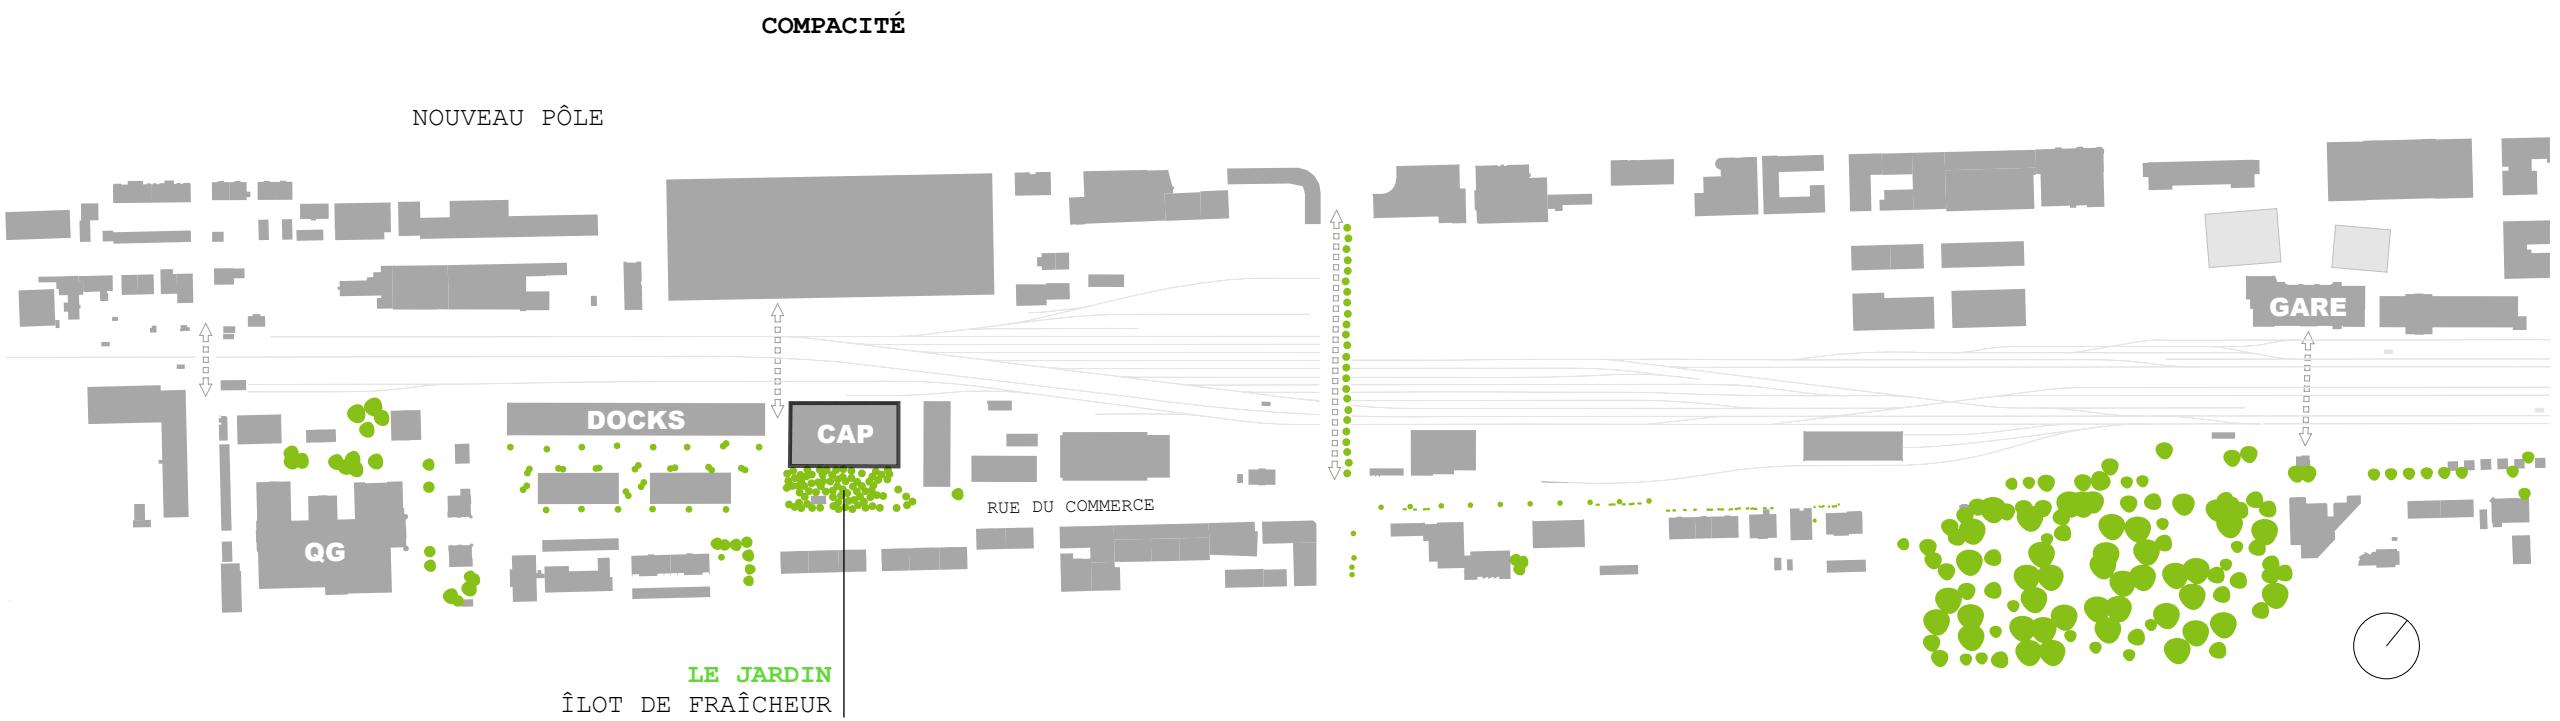 COMPACITÉ
NOUVEAU PÔLE
GARE
DOCKS
CAP
RUE DU COMMERCE
QG
LE JARDIN
ÎLOT DE FRAÎCHEUR